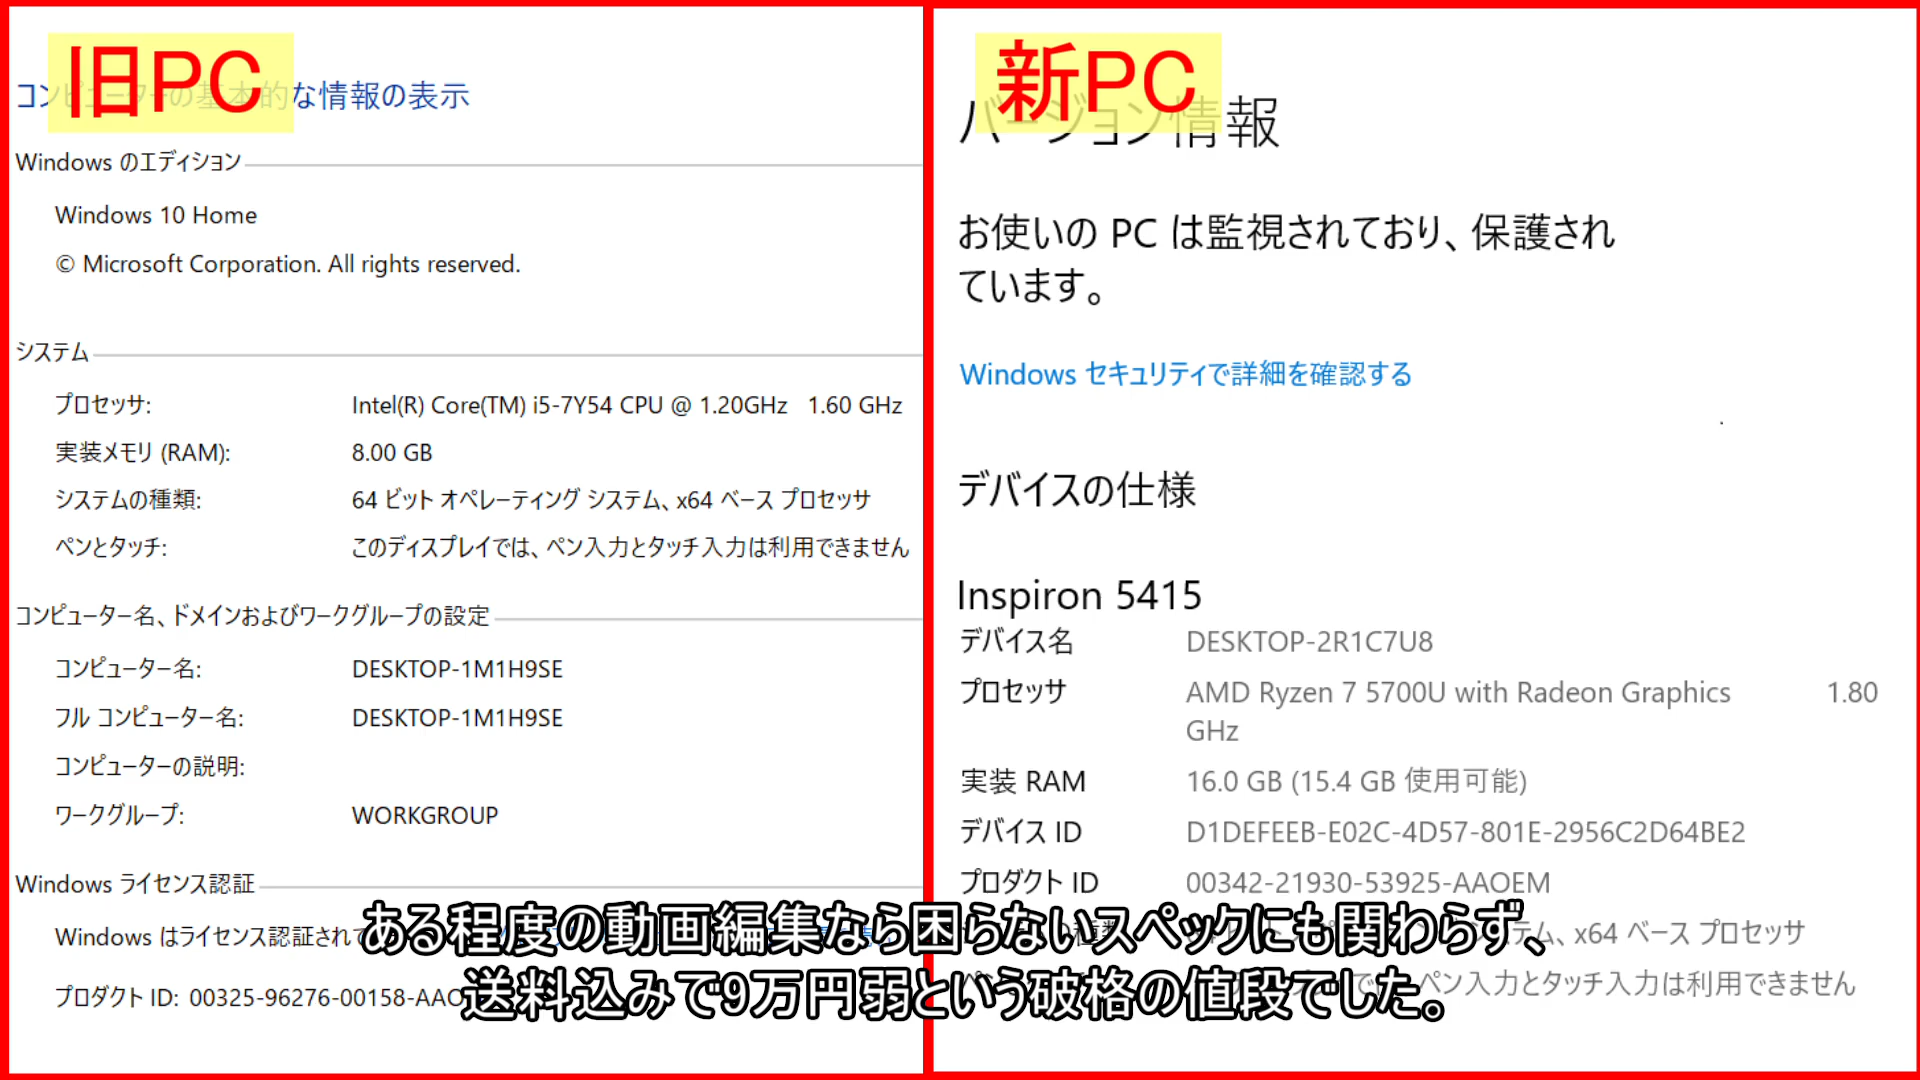 旧PC
コンピューターの基本的な情報の表示
Windows のエディション
Windows 10 Home
© Microsoft Corporation. All rights reserved.
システム
プロセッサ: Intel(R) Core(TM) i5-7Y54 CPU @ 1.20GHz 1.60 GHz
実装メモリ (RAM): 8.00 GB
システムの種類: 64 ビット オペレーティング システム、x64 ベース プロセッサ
ペンとタッチ: このディスプレイでは、ペン入力とタッチ入力は利用できません
コンピューター名、ドメインおよびワークグループの設定
コンピューター名: DESKTOP-1M1H9SE
フル コンピューター名: DESKTOP-1M1H9SE
コンピューターの説明:
ワークグループ: WORKGROUP
Windows ライセンス認証
Windows はライセンス認証されて
プロダクト ID: 00325-96276-00158-AAO
新PC
バージョン情報
お使いの PC は監視されており、保護され
ています。
Windows セキュリティで詳細を確認する
デバイスの仕様
Inspiron 5415
デバイス名 DESKTOP-2R1C7U8
プロセッサ AMD Ryzen 7 5700U with Radeon Graphics 1.80
GHz
実装 RAM 16.0 GB (15.4 GB 使用可能)
デバイス ID D1DEFEEB-E02C-4D57-801E-2956C2D64BE2
プロダクト ID 00342-21930-53925-AAOEM
ステム、x64 ベース プロセッサ
ペン入力とタッチ入力は利用できません
ある程度の動画編集なら困らないスペックにも関わらず、
送料込みで9万円弱という破格の値段でした。